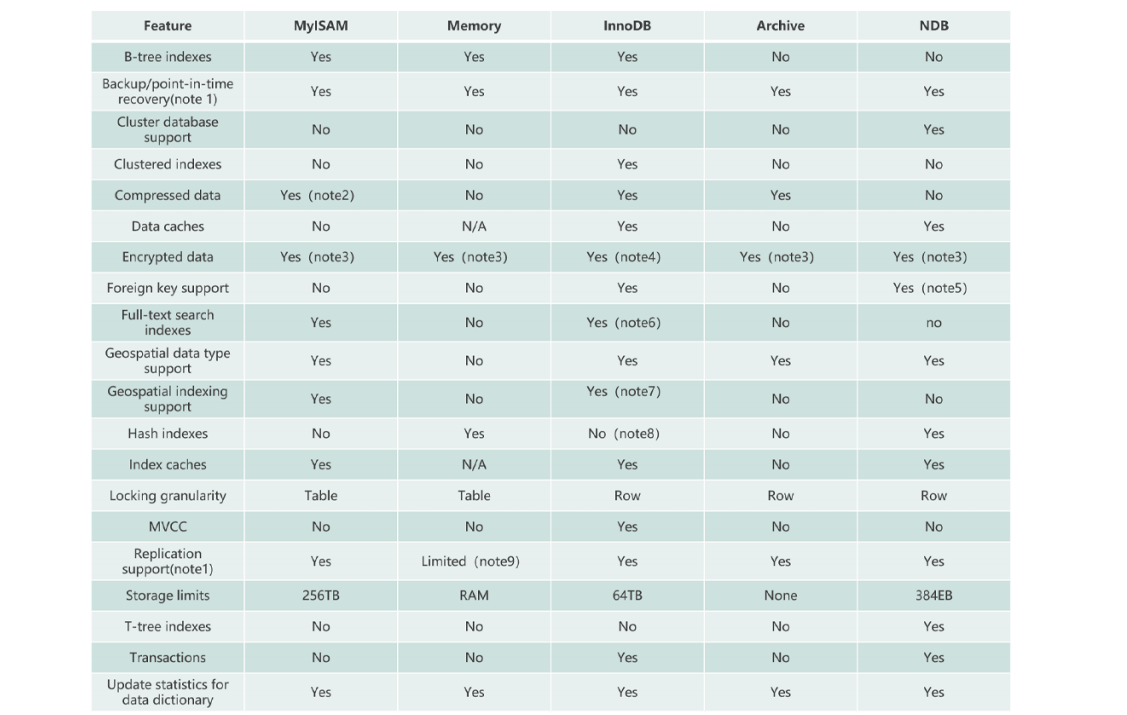 Feature MyISAM Memory InnoDB Archive NDB
B-tree indexes Yes Yes Yes No No
Backup/point-in-time
recovery(note 1) Yes Yes Yes Yes Yes
Cluster database
support No No No No Yes
Clustered indexes No No Yes No No
Compressed data Yes (note2) No Yes Yes No
Data caches No N/A Yes No Yes
Encrypted data Yes (note3) Yes (note3) Yes (note4) Yes (note3) Yes (note3)
Foreign key support No No Yes No Yes (note5)
Full-text search
indexes Yes No Yes (note6) No no
Geospatial data type
support Yes No Yes Yes Yes
Geospatial indexing
support Yes No Yes (note7) No No
Hash indexes No Yes No (note8) No Yes
Index caches Yes N/A Yes No Yes
Locking granularity Table Table Row Row Row
MVCC No No Yes No No
Replication
support(note1) Yes Limited (note9) Yes Yes Yes
Storage limits 256TB RAM 64TB None 384EB
T-tree indexes No No No No Yes
Transactions No No Yes No Yes
Update statistics for
data dictionary Yes Yes Yes Yes Yes